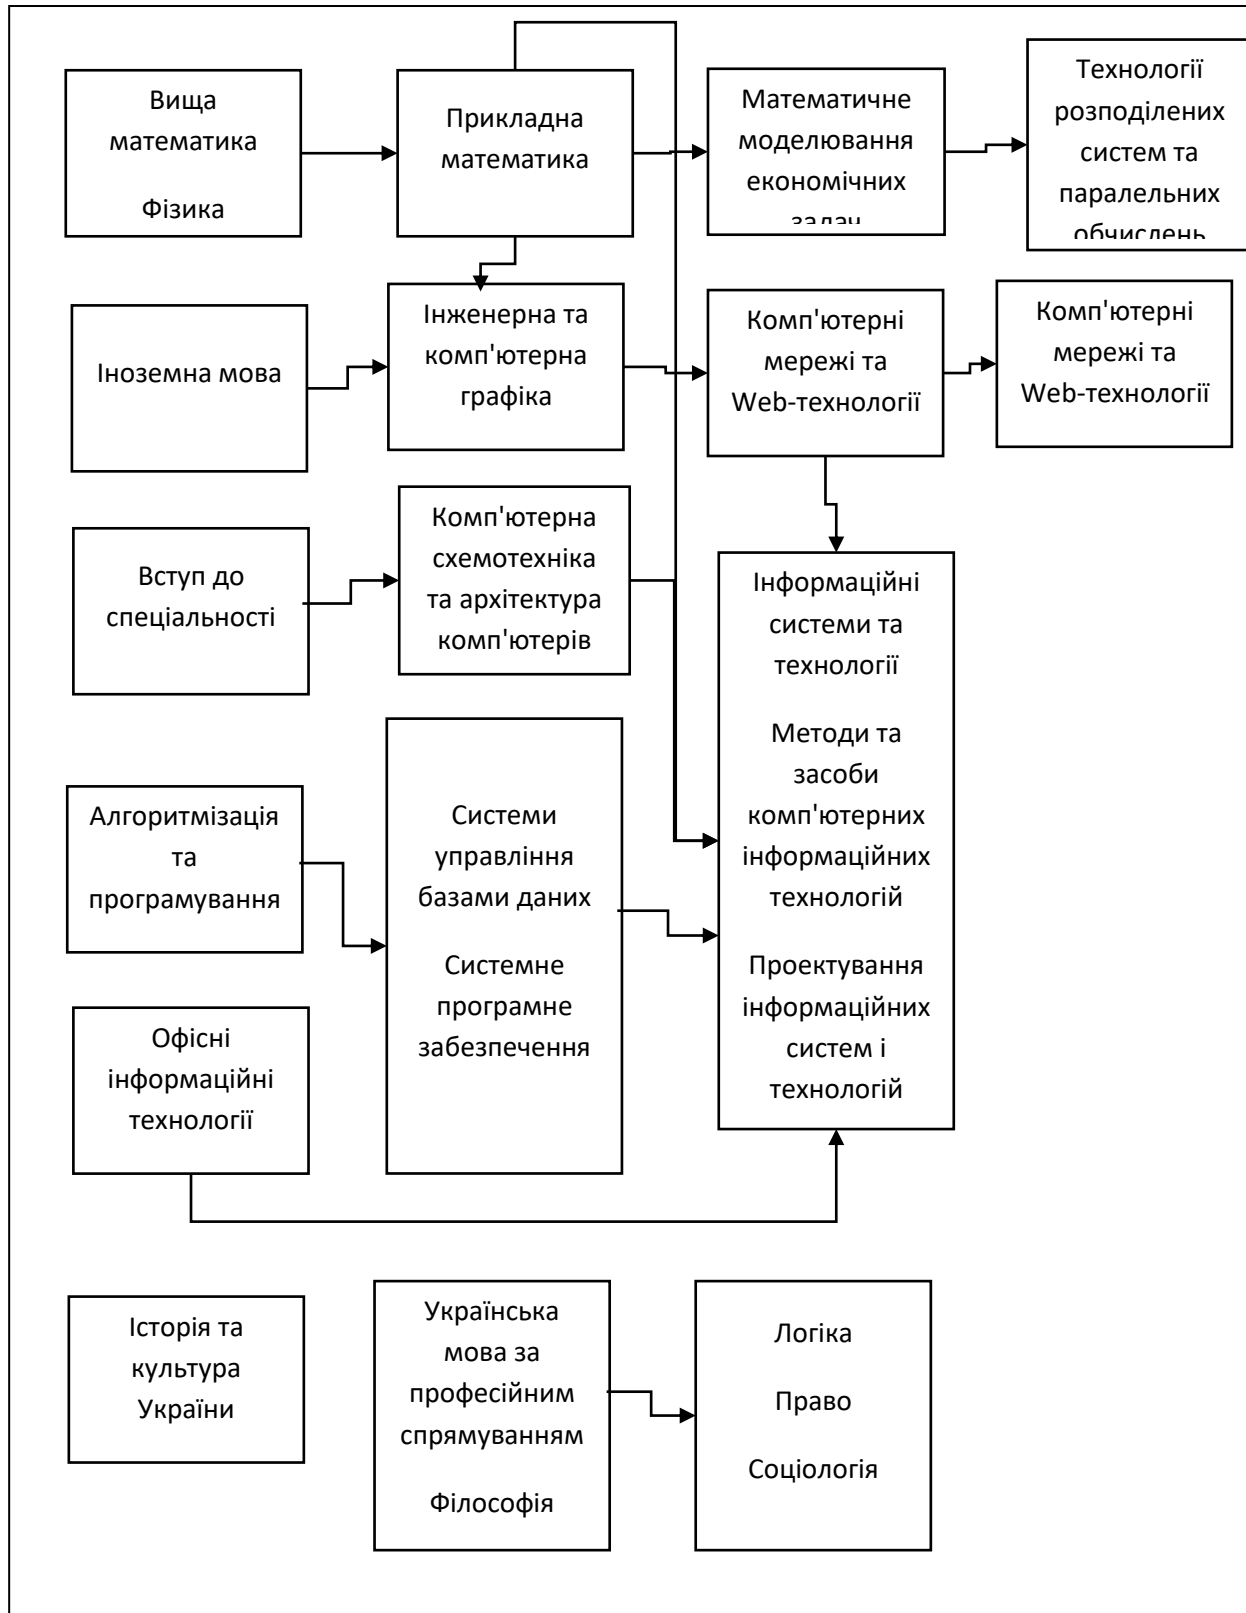 Вища
математика
Фізика
Прикладна
математика
Математичне
моделювання
економічних
задач
Технології
розподілених
систем та
паралельних
обчислень
Іноземна мова
Інженерна та
комп'ютерна
графіка
Комп'ютерні
мережі та
Web-технології
Комп'ютерні
мережі та
Web-технології
Вступ до
спеціальності
Комп'ютерна
схемотехніка
та архітектура
комп'ютерів
Інформаційні
системи та
технології
Методи та
засоби
комп'ютерних
інформаційних
технологій
Проектування
інформаційних
систем і
технологій
Алгоритмізація
та
програмування
Системи
управління
базами даних
Системне
програмне
забезпечення
Офісні
інформаційні
технології
Історія та
культура
України
Українська
мова за
професійним
спрямуванням
Філософія
Логіка
Право
Соціологія